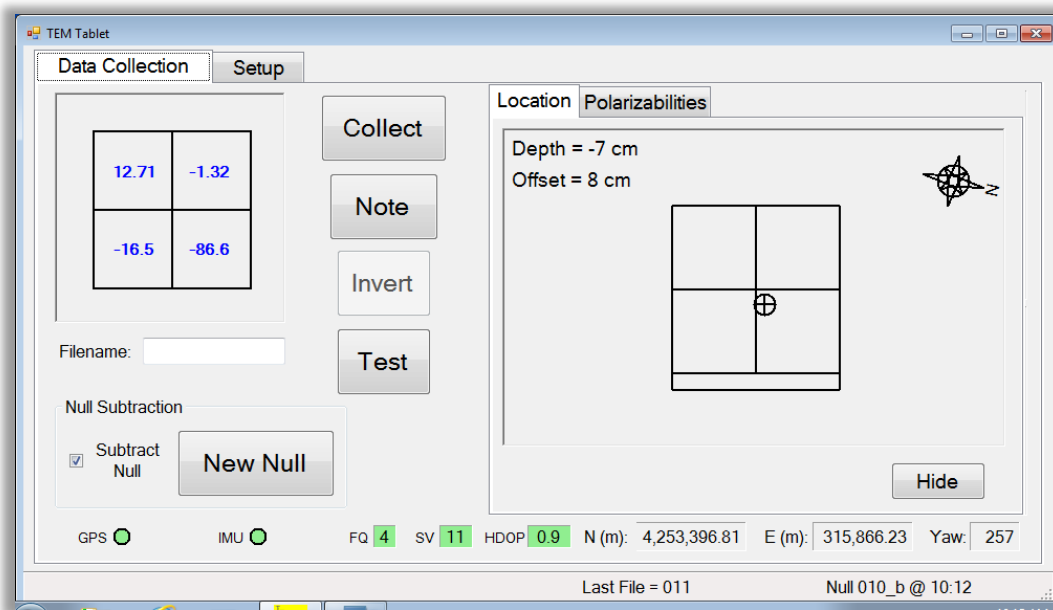 TEM Tablet
Data Collection Setup
12.71 -1.32
-16.5 -86.6
Collect
Note
Invert
Test
Filename:
Null Subtraction
Subtract
Null
New Null
Location Polarizabilities
Depth = -7 cm
Offset = 8 cm
N
Hide
GPS IMU FQ 4 SV 11 HDOP 0.9 N (m): 4,253,396.81 E (m): 315,866.23 Yaw: 257
Last File = 011 Null 010_b @ 10:12